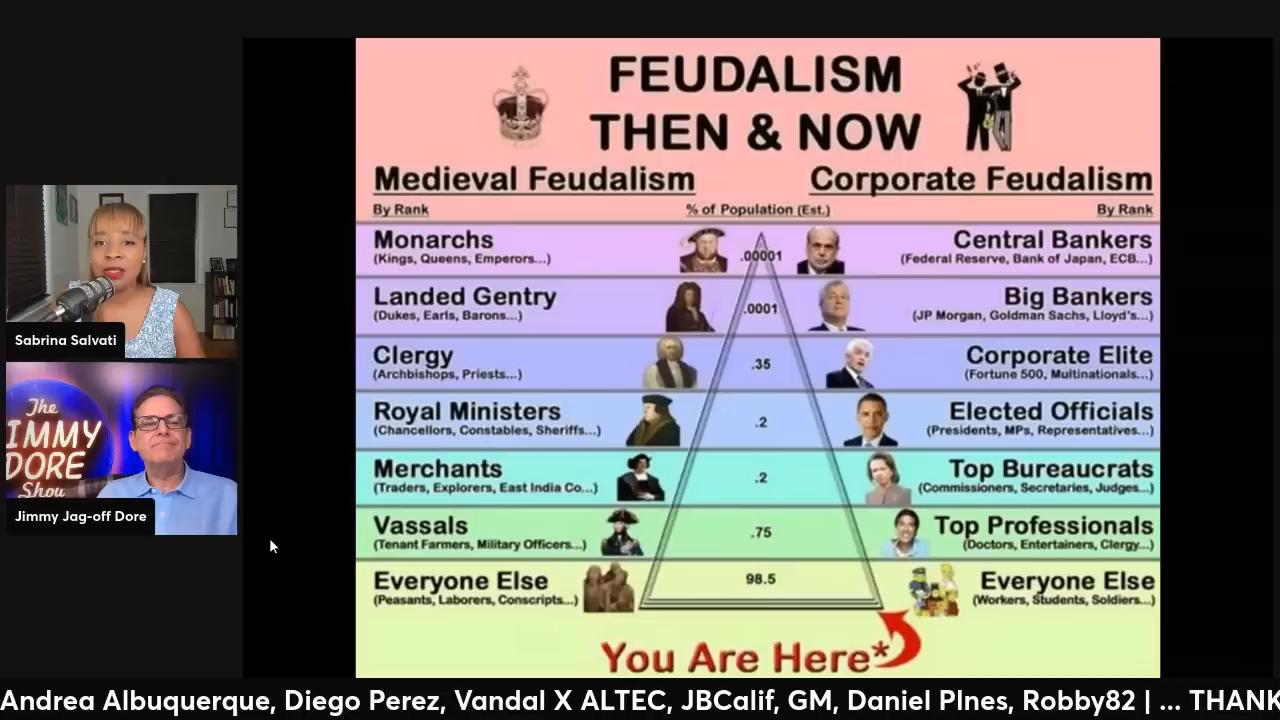 FEUDALISM
THEN & NOW
Medieval Feudalism
Corporate Feudalism
By Rank
% of Population (Est.)
By Rank
Monarchs
(Kings, Queens, Emperors...)
.00001
Central Bankers
(Federal Reserve, Bank of Japan, ECB...)
Landed Gentry
(Dukes, Earls, Barons...)
.0001
Big Bankers
(JP Morgan, Goldman Sachs, Lloyd's...)
Clergy
(Archbishops, Priests...)
.35
Corporate Elite
(Fortune 500, Multinationals...)
Royal Ministers
(Chancellors, Constables, Sheriffs...)
.2
Elected Officials
(Presidents, MPs, Representatives...)
Merchants
(Traders, Explorers, East India Co...)
.2
Top Bureaucrats
(Commissioners, Secretaries, Judges...)
Vassals
(Tenant Farmers, Military Officers...)
.75
Top Professionals
(Doctors, Entertainers, Clergy...)
Everyone Else
(Peasants, Laborers, Conscripts...)
98.5
Everyone Else
(Workers, Students, Soldiers...)
You Are Here*
Sabrina Salvati
The
JIMMY
DORE
Show
Jimmy Jag-off Dore
Andrea Albuquerque, Diego Perez, Vandal X ALTEC, JBCalif, GM, Daniel Plnes, Robby82 | ... THANK